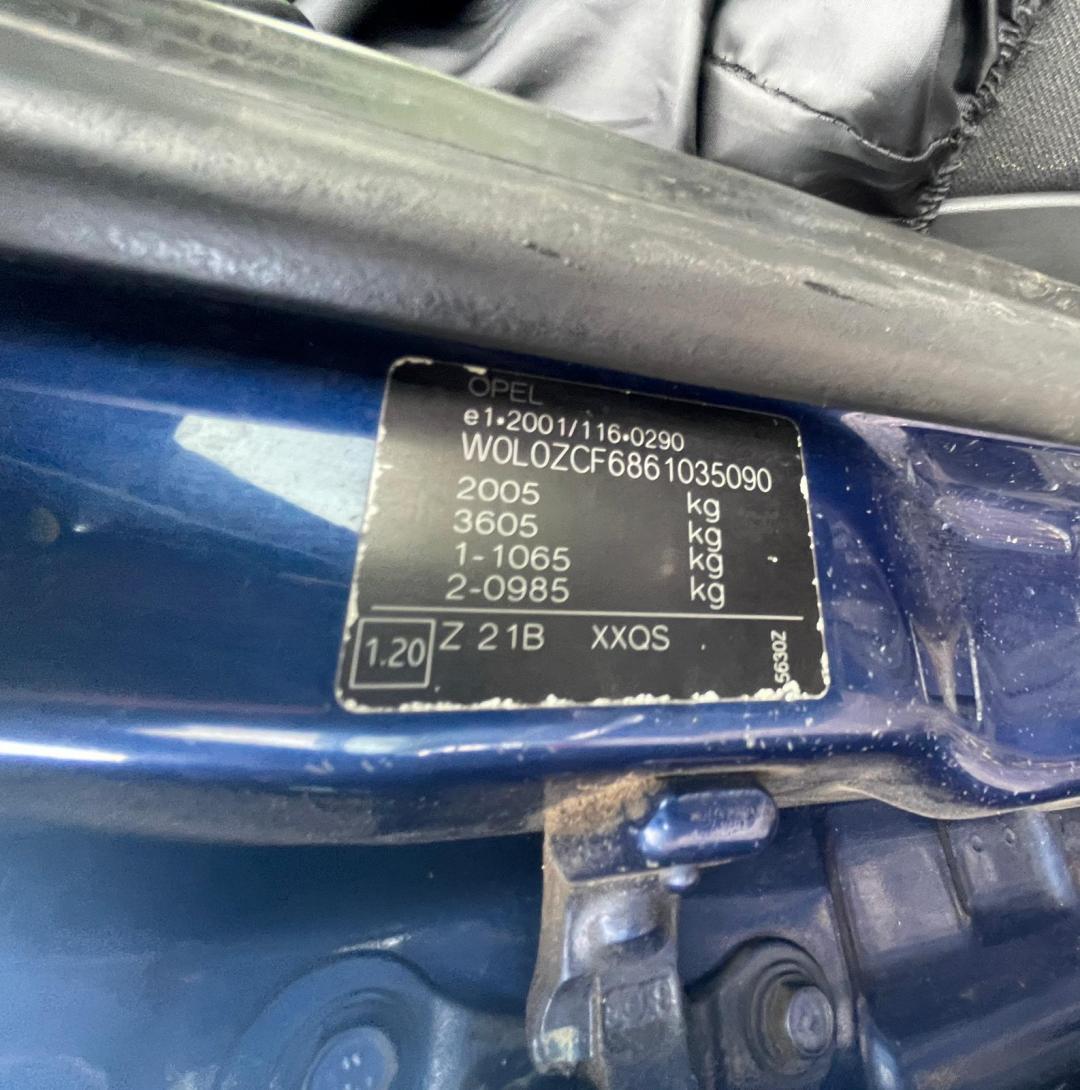 OPEL
e1•2001/116•0290
W0L0ZCF6861035090
2005 kg
3605 kg
1-1065 kg
2-0985 kg
1.20 Z 21B XXQS
5630Z